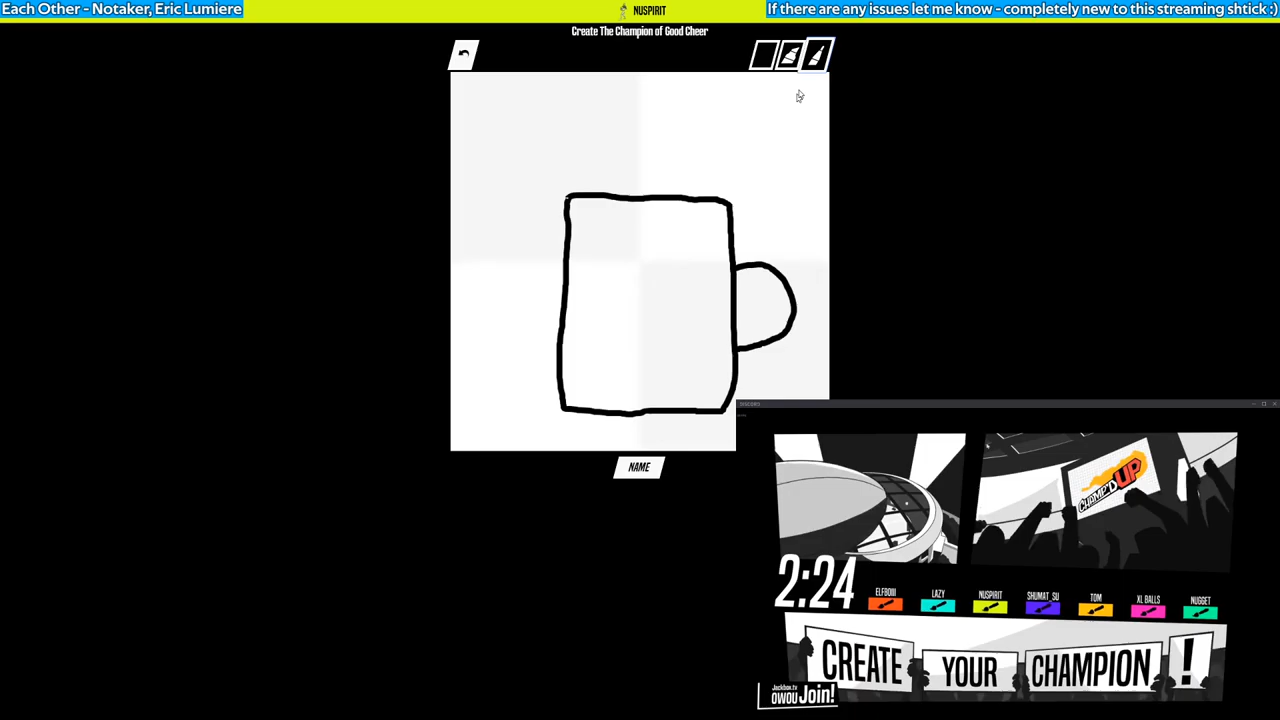 Each Other - Notaker, Eric Lumiere
NUSPIRIT
If there are any issues let me know - completely new to this streaming shtick :)
Create The Champion of Good Cheer
NAME
CHAMP'D UP
2:24
ELFBOIII
LAZY
NUSPIRIT
SHUMAT_SU
TOM
XL BALLS
NUGGET
CREATE YOUR CHAMPION !
Jackbox.tv
OWOU Join!